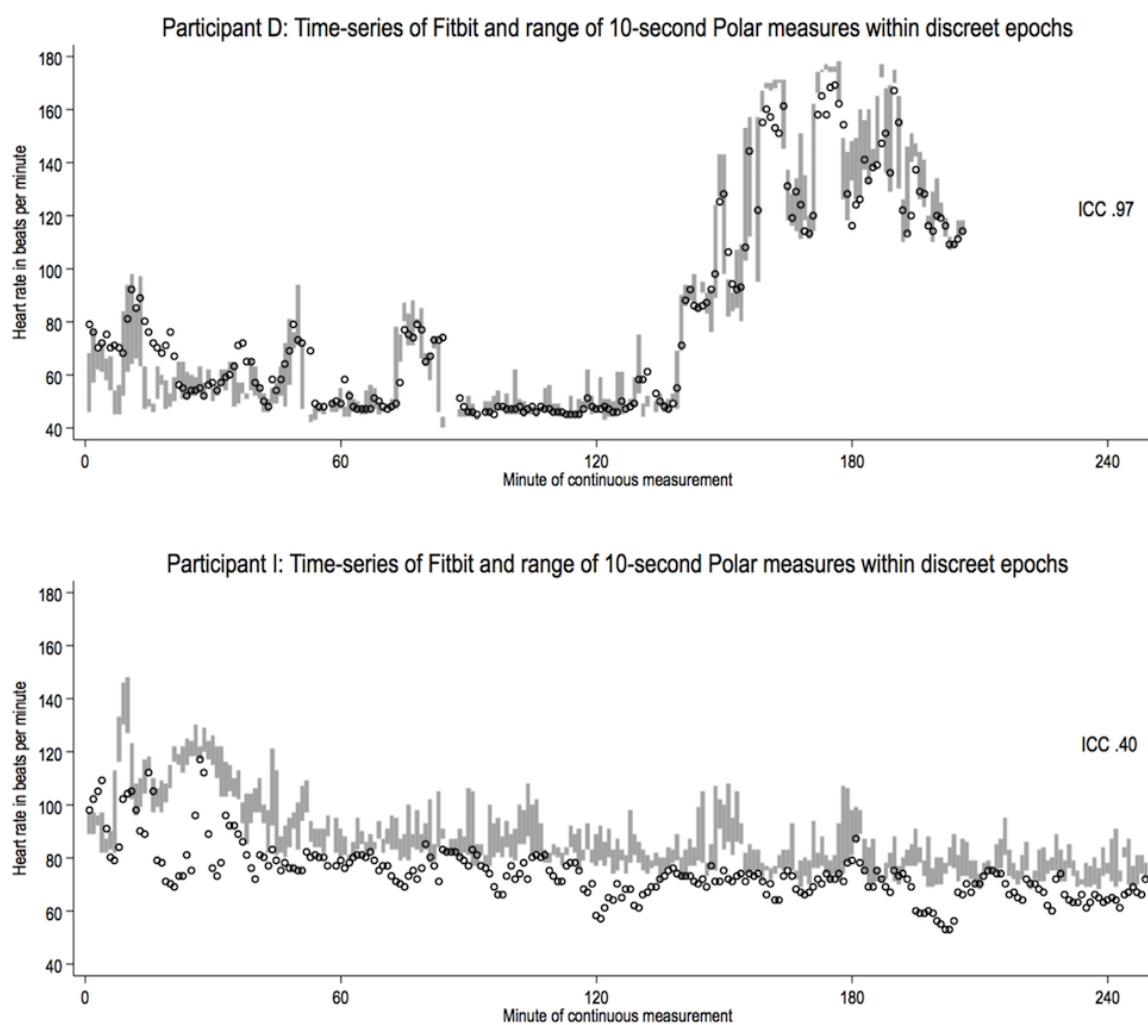 Participant D: Time-series of Fitbit and range of 10-second Polar measures within discreet epochs
180
160
140
120
100
80
60
40
Heart rate in beats per minute
ICC .97
0 60 120 180 240
Minute of continuous measurement
Participant I: Time-series of Fitbit and range of 10-second Polar measures within discreet epochs
180
160
140
120
100
80
60
40
Heart rate in beats per minute
ICC .40
0 60 120 180 240
Minute of continuous measurement